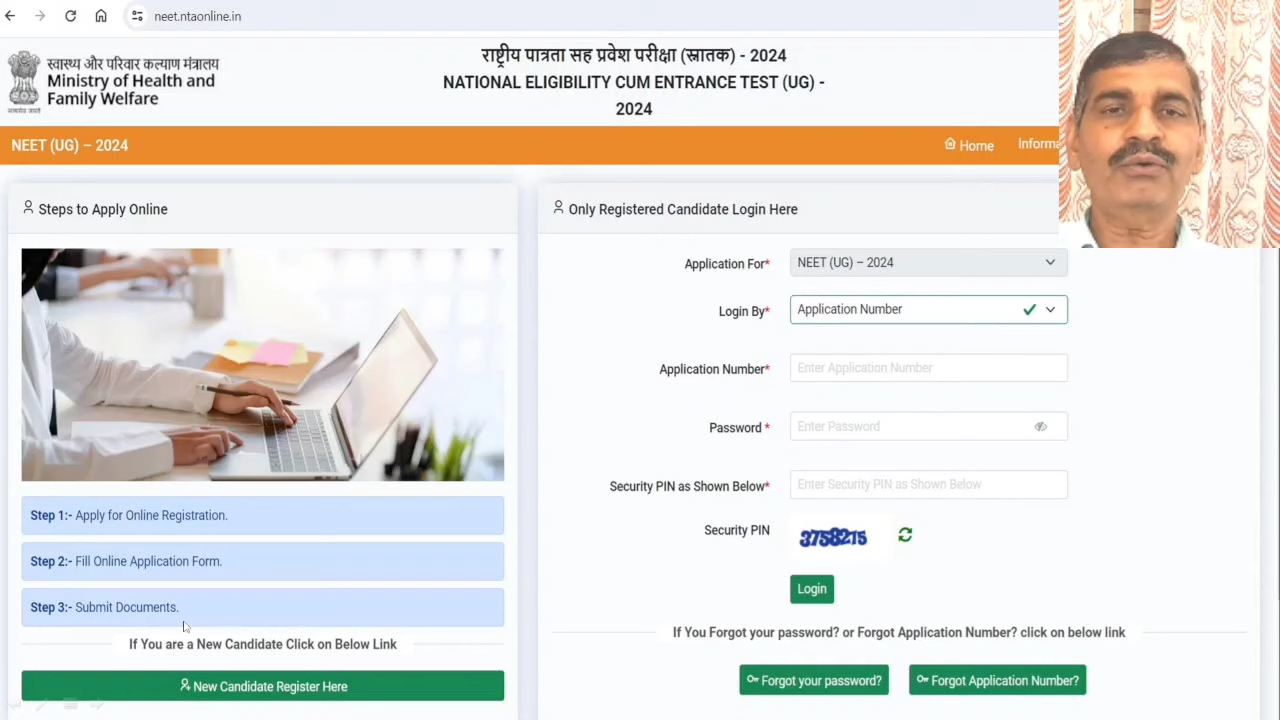 neet.ntaonline.in
स्वास्थ्य और परिवार कल्याण मंत्रालय
Ministry of Health and
Family Welfare
राष्ट्रीय पात्रता सह प्रवेश परीक्षा (स्नातक) - 2024
NATIONAL ELIGIBILITY CUM ENTRANCE TEST (UG) -
2024
NEET (UG) – 2024
Home
Informa
Steps to Apply Online
Step 1:- Apply for Online Registration.
Step 2:- Fill Online Application Form.
Step 3:- Submit Documents.
If You are a New Candidate Click on Below Link
New Candidate Register Here
Only Registered Candidate Login Here
Application For* NEET (UG) – 2024
Login By* Application Number
Application Number* Enter Application Number
Password * Enter Password
Security PIN as Shown Below* Enter Security PIN as Shown Below
Security PIN 3758215
Login
If You Forgot your password? or Forgot Application Number? click on below link
Forgot your password? Forgot Application Number?